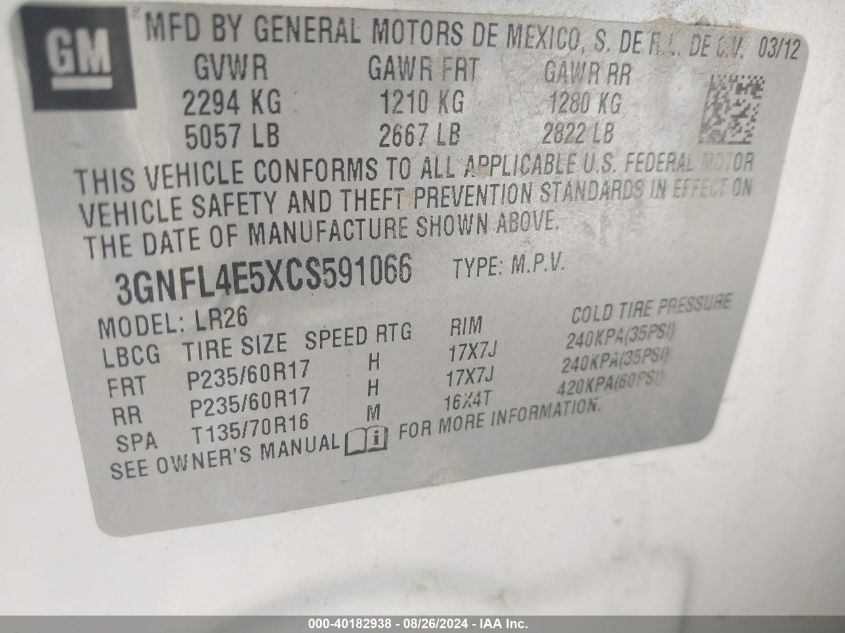 GM
MFD BY GENERAL MOTORS DE MEXICO, S. DE R.L. DE C.V. 03/12
GVWR GAWR FRT GAWR RR
2294 KG 1210 KG 1280 KG
5057 LB 2667 LB 2822 LB
THIS VEHICLE CONFORMS TO ALL APPLICABLE U.S. FEDERAL MOTOR
VEHICLE SAFETY AND THEFT PREVENTION STANDARDS IN EFFECT ON
THE DATE OF MANUFACTURE SHOWN ABOVE.
3GNFL4E5XCS591066 TYPE: M.P.V.
MODEL: LR26
LBCG TIRE SIZE SPEED RTG RIM COLD TIRE PRESSURE
FRT P235/60R17 H 17X7J 240KPA(35PSI)
RR P235/60R17 H 17X7J 240KPA(35PSI)
SPA T135/70R16 M 16X4T 420KPA(60PSI)
SEE OWNER'S MANUAL FOR MORE INFORMATION.
000-40182938 - 08/26/2024 - IAA Inc.